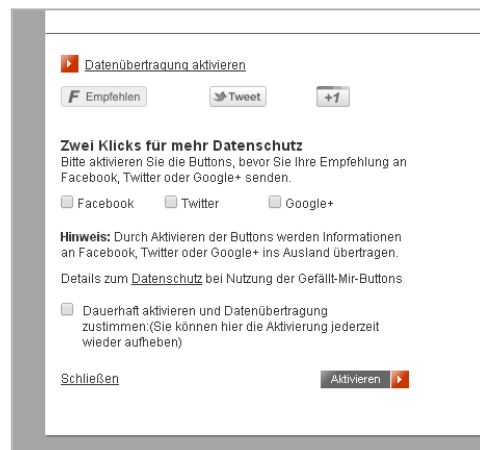 Datenübertragung aktivieren
F Empfehlen Tweet +1
Zwei Klicks für mehr Datenschutz
Bitte aktivieren Sie die Buttons, bevor Sie Ihre Empfehlung an
Facebook, Twitter oder Google+ senden.
Facebook Twitter Google+
Hinweis: Durch Aktivieren der Buttons werden Informationen
an Facebook, Twitter oder Google+ ins Ausland übertragen.
Details zum Datenschutz bei Nutzung der Gefällt-Mir-Buttons
Dauerhaft aktivieren und Datenübertragung
zustimmen:(Sie können hier die Aktivierung jederzeit
wieder aufheben)
Schließen Aktivieren